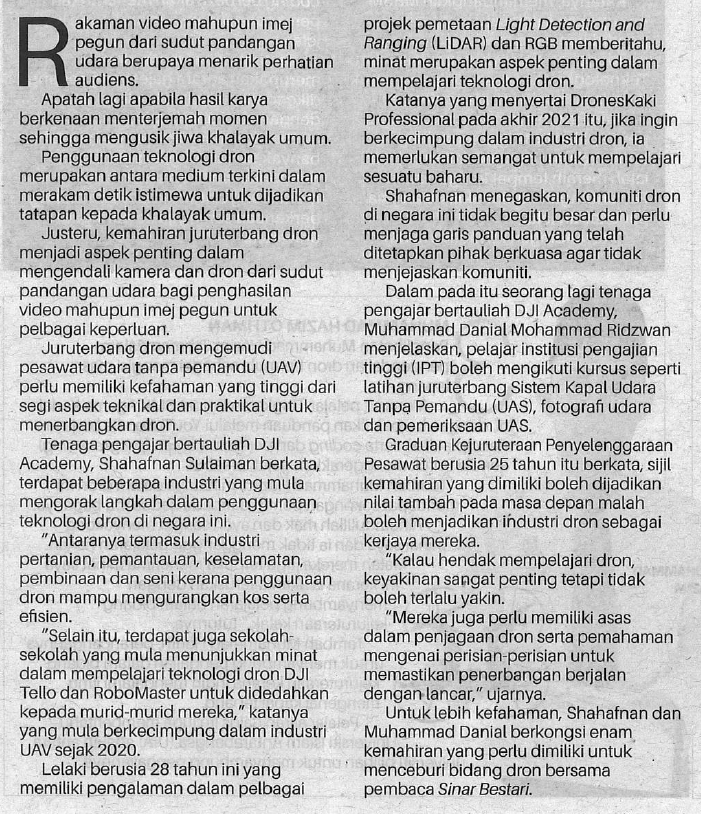 Rakaman video mahupun imej
pegun dari sudut pandangan
udara berupaya menarik perhatian
audiens.
Apatah lagi apabila hasil karya
berkenaan menterjemah momen
sehingga mengusik jiwa khalayak umum.
Penggunaan teknologi dron
merupakan antara medium terkini dalam
merakam detik istimewa untuk dijadikan
tatapan kepada khalayak umum.
Justeru, kemahiran juruterbang dron
menjadi aspek penting dalam
mengendali kamera dan dron dari sudut
pandangan udara bagi penghasilan
video mahupun imej pegun untuk
pelbagai keperluan.
Juruterbang dron mengemudi
pesawat udara tanpa pemandu (UAV)
perlu memiliki kefahaman yang tinggi dari
segi aspek teknikal dan praktikal untuk
menerbangkan dron.
Tenaga pengajar bertauliah DJI
Academy, Shahafnan Sulaiman berkata,
terdapat beberapa industri yang mula
mengorak langkah dalam penggunaan
teknologi dron di negara ini.
"Antaranya termasuk industri
pertanian, pemantauan, keselamatan,
pembinaan dan seni kerana penggunaan
dron mampu mengurangkan kos serta
efisien.
"Selain itu, terdapat juga sekolah-
sekolah yang mula menunjukkan minat
dalam mempelajari teknologi dron DJI
Tello dan RoboMaster untuk didedahkan
kepada murid-murid mereka," katanya
yang mula berkecimpung dalam industri
UAV sejak 2020.
Lelaki berusia 28 tahun ini yang
memiliki pengalaman dalam pelbagai
projek pemetaan Light Detection and
Ranging (LiDAR) dan RGB memberitahu,
minat merupakan aspek penting dalam
mempelajari teknologi dron.
Katanya yang menyertai DronesKaki
Professional pada akhir 2021 itu, jika ingin
berkecimpung dalam industri dron, ia
memerlukan semangat untuk mempelajari
sesuatu baharu.
Shahafnan menegaskan, komuniti dron
di negara ini tidak begitu besar dan perlu
menjaga garis panduan yang telah
ditetapkan pihak berkuasa agar tidak
menjejaskan komuniti.
Dalam pada itu seorang lagi tenaga
pengajar bertauliah DJI Academy,
Muhammad Danial Mohammad Ridzwan
menjelaskan, pelajar institusi pengajian
tinggi (IPT) boleh mengikuti kursus seperti
latihan juruterbang Sistem Kapal Udara
Tanpa Pemandu (UAS), fotografi udara
dan pemeriksaan UAS.
Graduan Kejuruteraan Penyelenggaraan
Pesawat berusia 25 tahun itu berkata, sijil
kemahiran yang dimiliki boleh dijadikan
nilai tambah pada masa depan malah
boleh menjadikan industri dron sebagai
kerjaya mereka.
"Kalau hendak mempelajari dron,
keyakinan sangat penting tetapi tidak
boleh terlalu yakin.
"Mereka juga perlu memiliki asas
dalam penjagaan dron serta pemahaman
mengenai perisian-perisian untuk
memastikan penerbangan berjalan
dengan lancar," ujarnya.
Untuk lebih kefahaman, Shahafnan dan
Muhammad Danial berkongsi enam
kemahiran yang perlu dimiliki untuk
menceburi bidang dron bersama
pembaca Sinar Bestari.